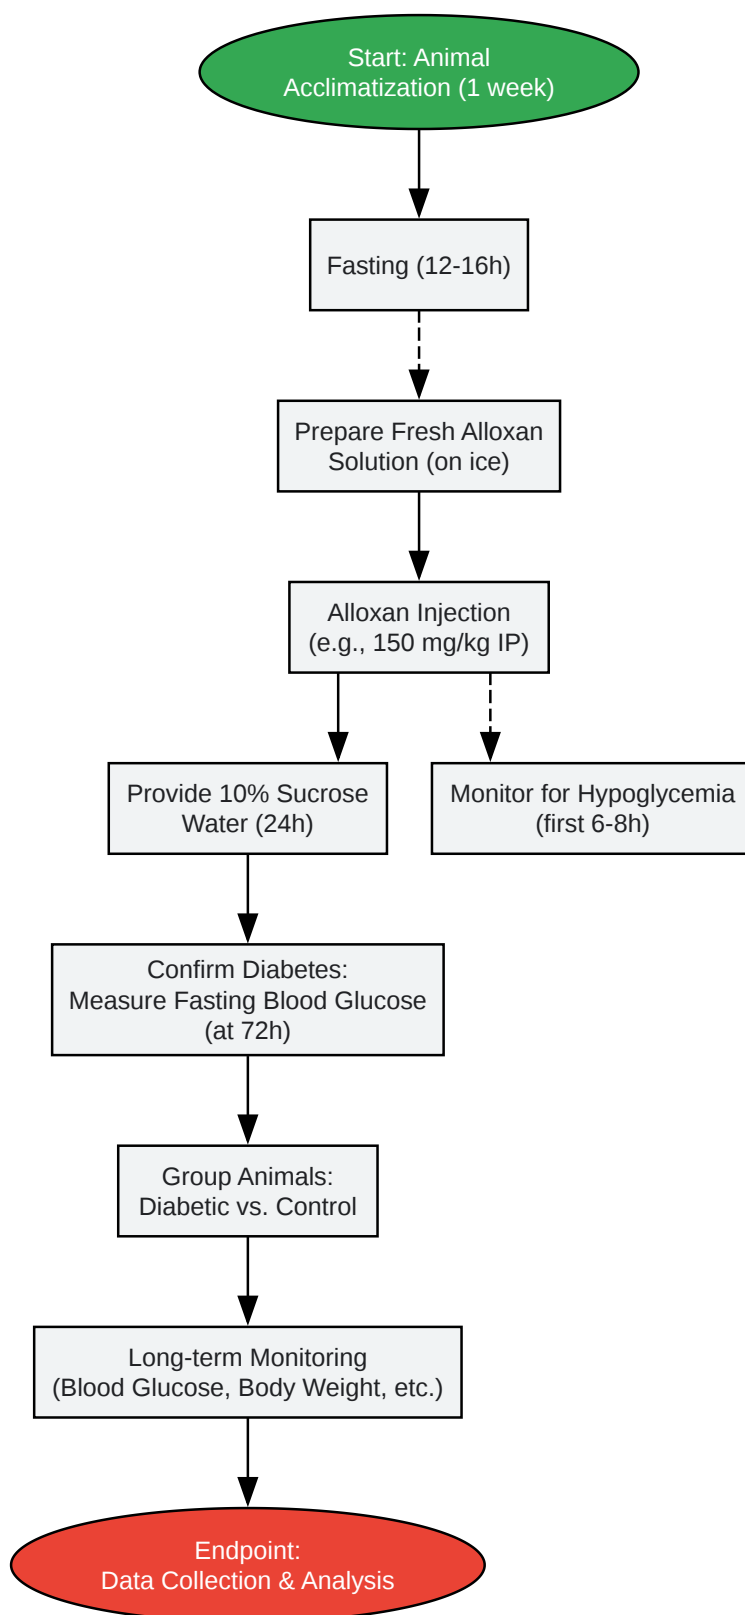 Start: Animal
Acclimatization (1 week)
Fasting (12-16h)
Prepare Fresh Alloxan
Solution (on ice)
Alloxan Injection
(e.g., 150 mg/kg IP)
Provide 10% Sucrose
Water (24h)
Monitor for Hypoglycemia
(first 6-8h)
Confirm Diabetes:
Measure Fasting Blood Glucose
(at 72h)
Group Animals:
Diabetic vs. Control
Long-term Monitoring
(Blood Glucose, Body Weight, etc.)
Endpoint:
Data Collection & Analysis